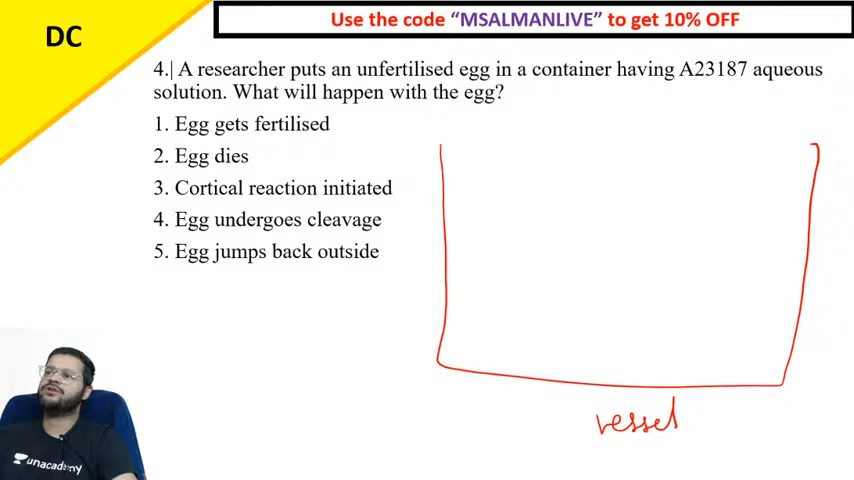 DC
Use the code “MSALMANLIVE” to get 10% OFF
4. A researcher puts an unfertilised egg in a container having A23187 aqueous
solution. What will happen with the egg?
1. Egg gets fertilised
2. Egg dies
3. Cortical reaction initiated
4. Egg undergoes cleavage
5. Egg jumps back outside
vessel
unacademy